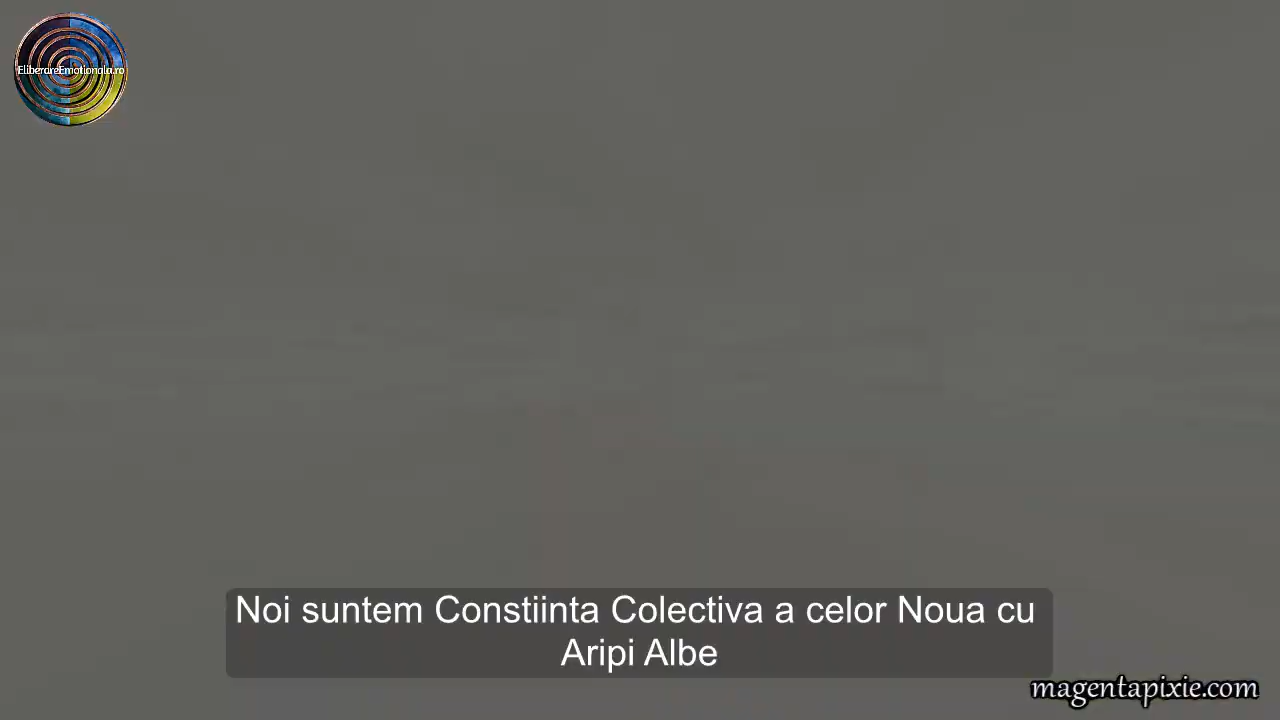 EliberareEmotionala.ro
Noi suntem Constiinta Colectiva a celor Noua cu
Aripi Albe
magentapixie.com